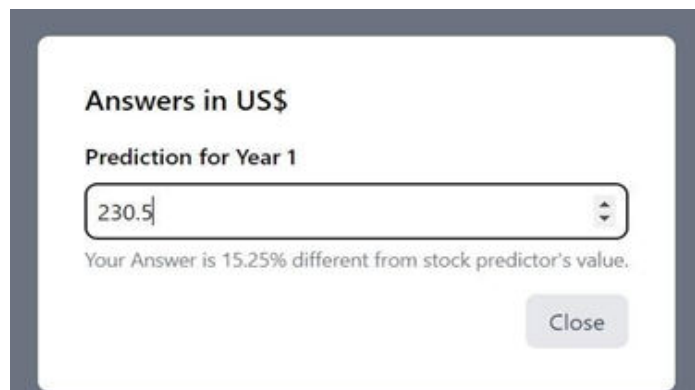 Answers in US$
Prediction for Year 1
230.5
Your Answer is 15.25% different from stock predictor's value.
Close